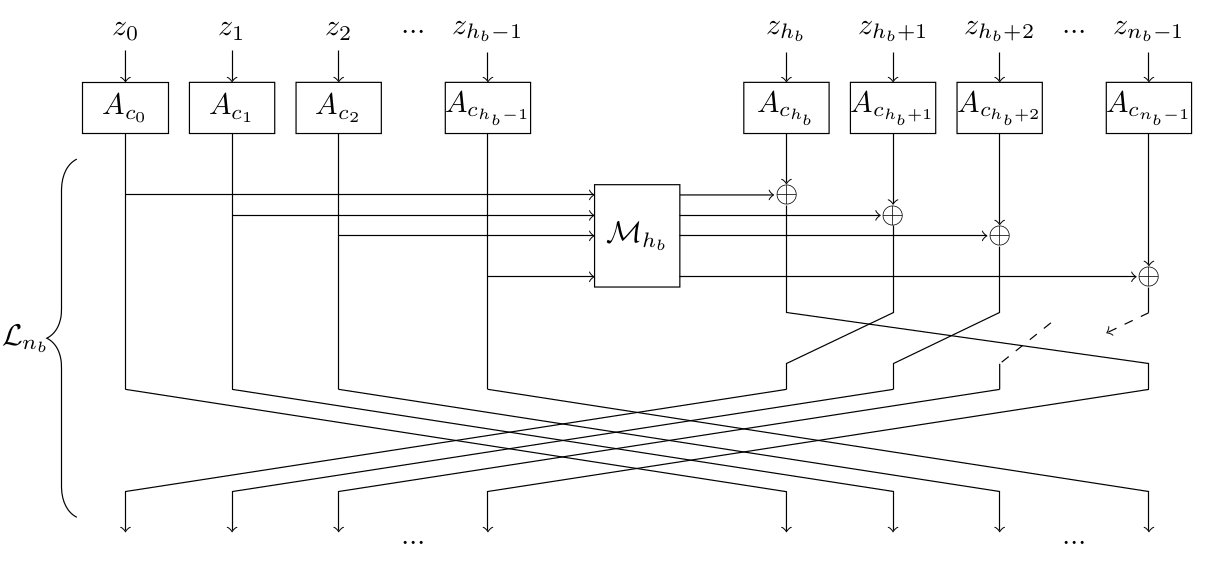 z_0 z_1 z_2 ... z_{h_b-1} z_{h_b} z_{h_b+1} z_{h_b+2} ... z_{n_b-1}
A_{c_0} A_{c_1} A_{c_2} A_{c_{h_b-1}} A_{c_{h_b}} A_{c_{h_b+1}} A_{c_{h_b+2}} A_{c_{n_b-1}}
ℳ_{h_b}
ℒ_{n_b}
... ...